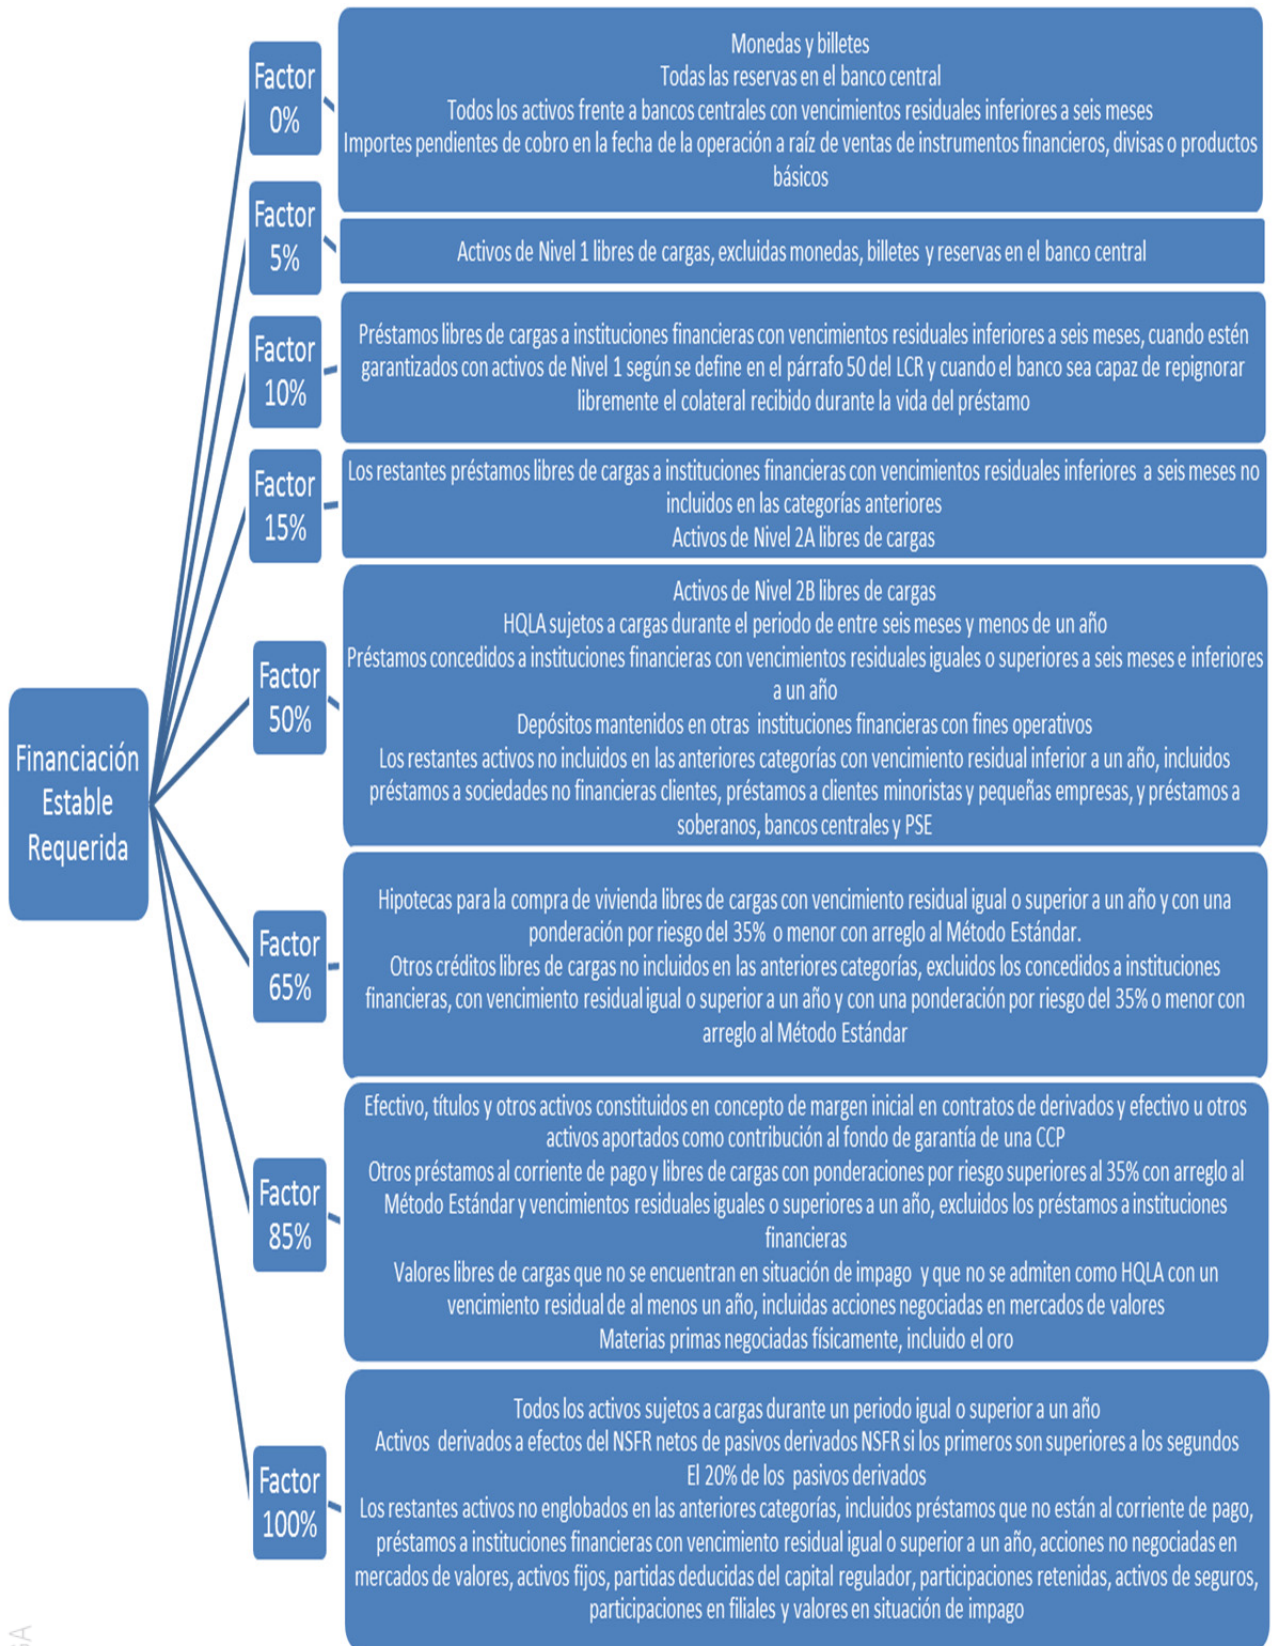 Factor
0%
Monedas y billetes
Todas las reservas en el banco central
Todos los activos frente a bancos centrales con vencimientos residuales inferiores a seis meses
Importes pendientes de cobro en la fecha de la operación a raíz de ventas de instrumentos financieros, divisas o productos
básicos
Factor
5%
Activos de Nivel 1 libres de cargas, excluidas monedas, billetes y reservas en el banco central
Factor
10%
Préstamos libres de cargas a instituciones financieras con vencimientos residuales inferiores a seis meses, cuando estén
garantizados con activos de Nivel 1 según se define en el párrafo 50 del LCR y cuando el banco sea capaz de repignorar
libremente el colateral recibido durante la vida del préstamo
Factor
15%
Los restantes préstamos libres de cargas a instituciones financieras con vencimientos residuales inferiores a seis meses no
incluidos en las categorías anteriores
Activos de Nivel 2A libres de cargas
Factor
50%
Activos de Nivel 2B libres de cargas
HQLA sujetos a cargas durante el periodo de entre seis meses y menos de un año
Préstamos concedidos a instituciones financieras con vencimientos residuales iguales o superiores a seis meses e inferiores
a un año
Depósitos mantenidos en otras instituciones financieras con fines operativos
Los restantes activos no incluidos en las anteriores categorías con vencimiento residual inferior a un año, incluidos
préstamos a sociedades no financieras clientes, préstamos a clientes minoristas y pequeñas empresas, y préstamos a
soberanos, bancos centrales y PSE
Financiación
Estable
Requerida
Factor
65%
Hipotecas para la compra de vivienda libres de cargas con vencimiento residual igual o superior a un año y con una
ponderación por riesgo del 35% o menor con arreglo al Método Estándar.
Otros créditos libres de cargas no incluidos en las anteriores categorías, excluidos los concedidos a instituciones
financieras, con vencimiento residual igual o superior a un año y con una ponderación por riesgo del 35% o menor con
arreglo al Método Estándar
Factor
85%
Efectivo, títulos y otros activos constituidos en concepto de margen inicial en contratos de derivados y efectivo u otros
activos aportados como contribución al fondo de garantía de una CCP
Otros préstamos al corriente de pago y libres de cargas con ponderaciones por riesgo superiores al 35% con arreglo al
Método Estándar y vencimientos residuales iguales o superiores a un año, excluidos los préstamos a instituciones
financieras
Valores libres de cargas que no se encuentran en situación de impago y que no se admiten como HQLA con un
vencimiento residual de al menos un año, incluidas acciones negociadas en mercados de valores
Materias primas negociadas físicamente, incluido el oro
Factor
100%
Todos los activos sujetos a cargas durante un periodo igual o superior a un año
Activos derivados a efectos del NSFR netos de pasivos derivados NSFR si los primeros son superiores a los segundos
El 20% de los pasivos derivados
Los restantes activos no englobados en las anteriores categorías, incluidos préstamos que no están al corriente de pago,
préstamos a instituciones financieras con vencimiento residual igual o superior a un año, acciones no negociadas en
mercados de valores, activos fijos, partidas deducidas del capital regulador, participaciones retenidas, activos de seguros,
participaciones en filiales y valores en situación de impago